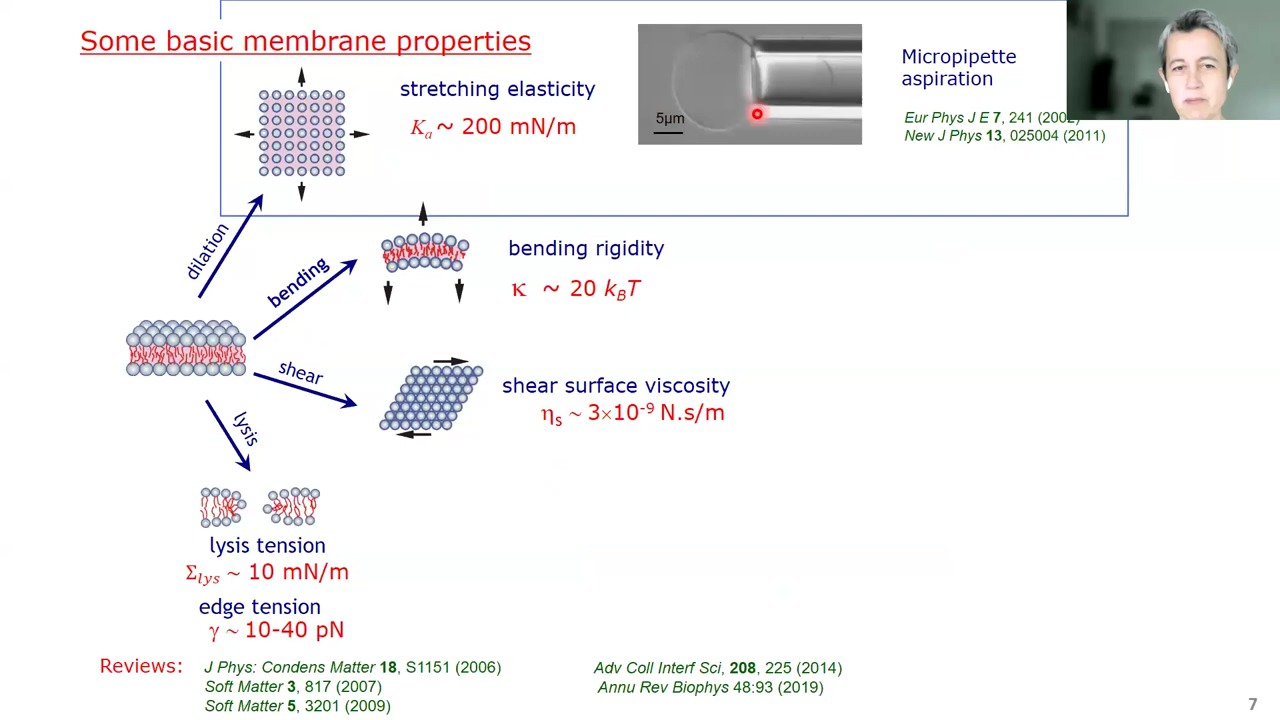 Some basic membrane properties
stretching elasticity
Kₐ ~ 200 mN/m
5µm
Micropipette
aspiration
Eur Phys J E 7, 241 (200
New J Phys 13, 025004 (2011)
dilation
bending
bending rigidity
κ ~ 20 k_BT
shear
shear surface viscosity
ηₛ ~ 3×10⁻⁹ N.s/m
lysis
lysis tension
Σ_lys ~ 10 mN/m
edge tension
γ ~ 10-40 pN
Reviews:
J Phys: Condens Matter 18, S1151 (2006)
Soft Matter 3, 817 (2007)
Soft Matter 5, 3201 (2009)
Adv Coll Interf Sci, 208, 225 (2014)
Annu Rev Biophys 48:93 (2019)
7